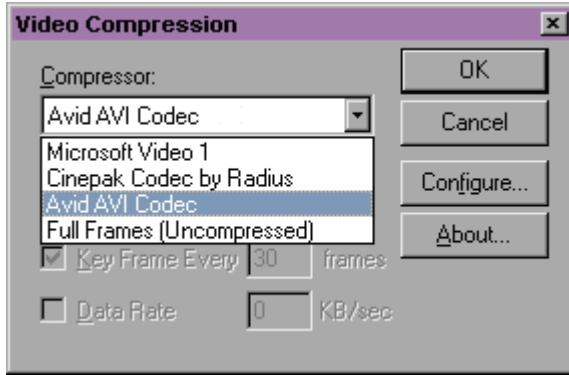 Video Compression
Compressor:
OK
Avid AVI Codec
Cancel
Microsoft Video 1
Cinepak Codec by Radius
Configure...
Avid AVI Codec
Full Frames (Uncompressed)
About...
Key Frame Every 30 frames
Data Rate 0 KB/sec